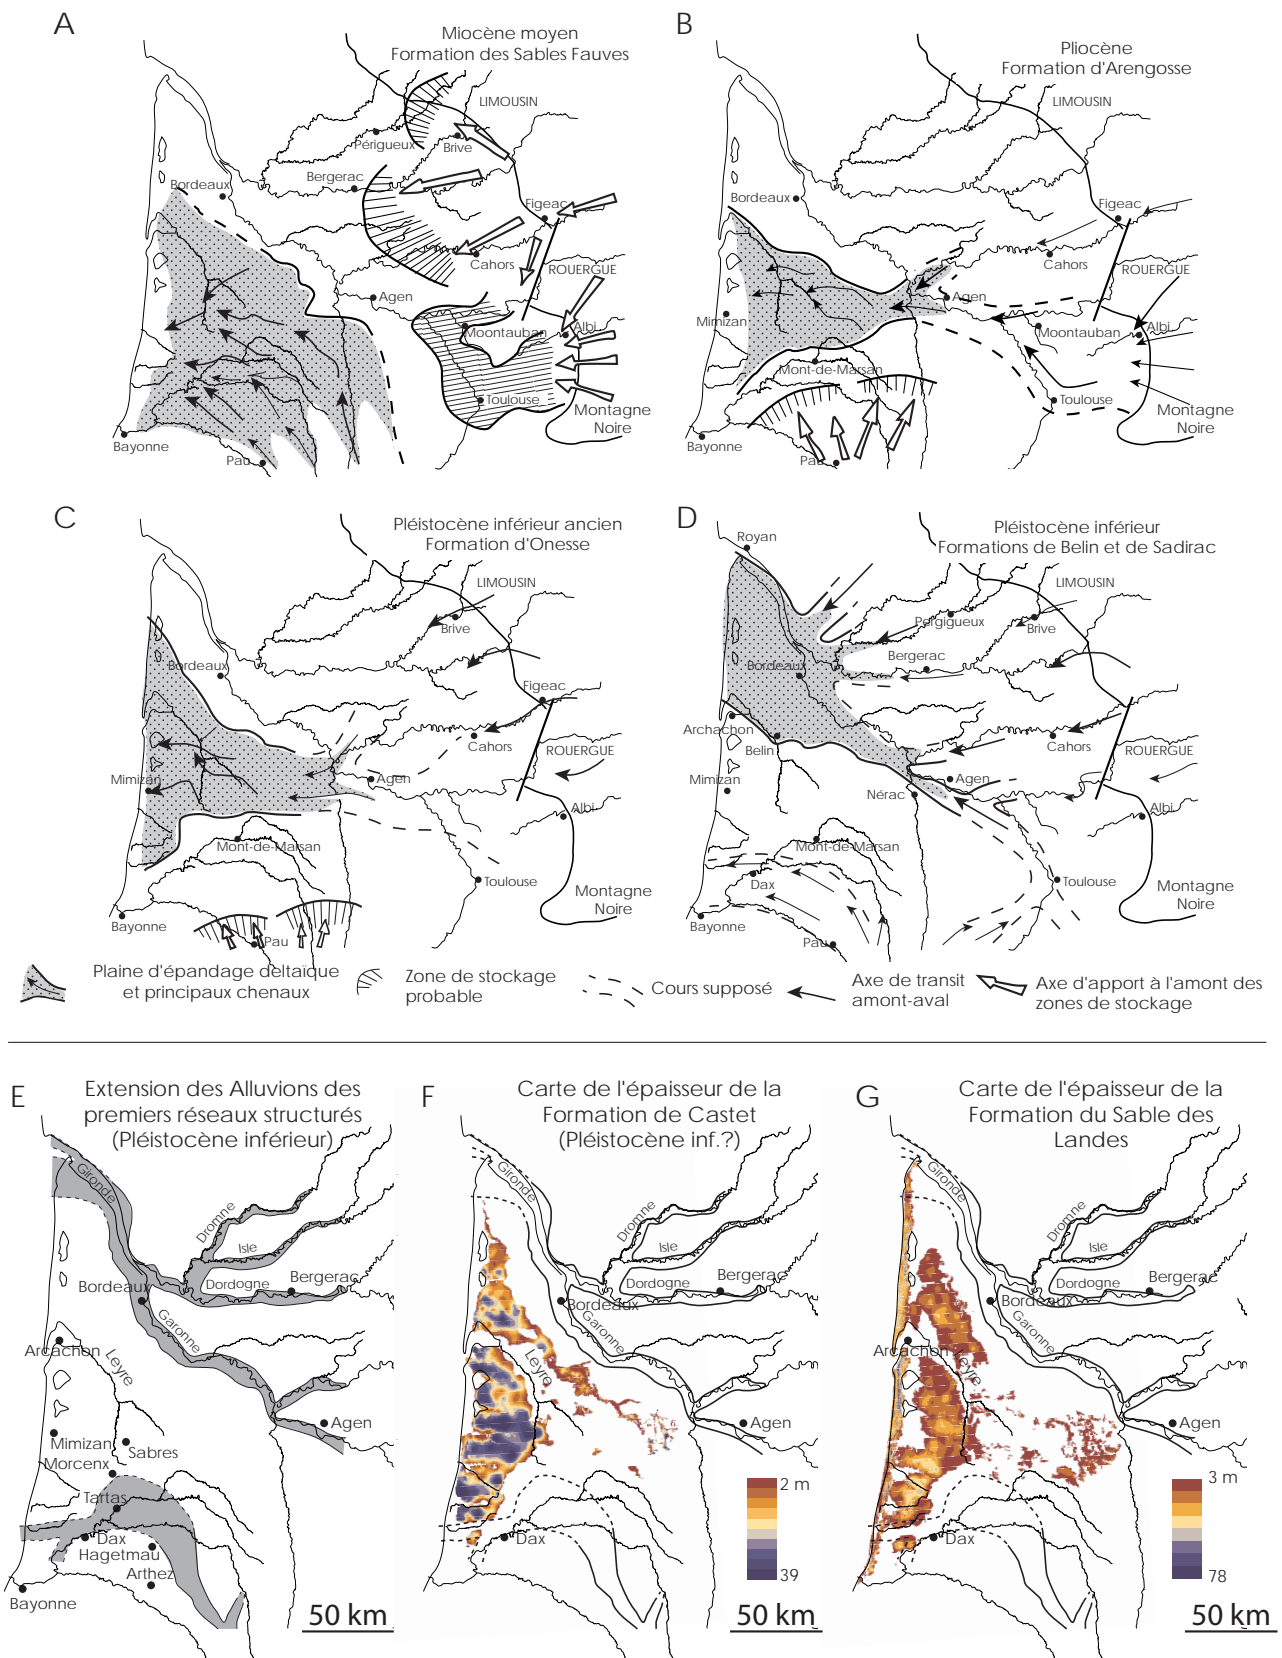 A
Miocène moyen
Formation des Sables Fauves
LIMOUSIN
Périgueux
Brive
Bergerac
Bordeaux
Figeac
Cahors
ROUERGUE
Agen
Moontauban
Albi
Toulouse
Montagne
Noire
Bayonne
Pau
B
Pliocène
Formation d'Arengosse
LIMOUSIN
Bordeaux
Figeac
Cahors
ROUERGUE
Agen
Mimizan
Moontauban
Albi
Mont-de-Marsan
Toulouse
Montagne
Noire
Bayonne
Pau
C
Pléistocène inférieur ancien
Formation d'Onesse
LIMOUSIN
Brive
Bordeaux
Figeac
Cahors
ROUERGUE
Mimizan
Agen
Albi
Mont-de-Marsan
Toulouse
Montagne
Noire
Bayonne
Pau
D
Pléistocène inférieur
Formations de Belin et de Sadirac
Royan
LIMOUSIN
Pérgigueux
Brive
Bergerac
Bordeaux
Archachon
Belin
Cahors
ROUERGUE
Mimizan
Agen
Nérac
Albi
Mont-de-Marsan
Dax
Toulouse
Montagne
Noire
Bayonne
Pau
Plaine d'épandage deltaïque
et principaux chenaux
Zone de stockage
probable
Cours supposé
Axe de transit
amont-aval
Axe d'apport à l'amont des
zones de stockage
E
Extension des Alluvions des
premiers réseaux structurés
(Pléistocène inférieur)
Gironde
Dromne
Isle
Dordogne
Bergerac
Bordeaux
Garonne
Arcachon
Leyre
Agen
Mimizan
Sabres
Morcenx
Tartas
Dax
Hagetmau
Arthez
Bayonne
50 km
F
Carte de l'épaisseur de la
Formation de Castet
(Pléistocène inf.?)
Gironde
Dromne
Isle
Dordogne
Bergerac
Bordeaux
Garonne
Leyre
Agen
2 m
39
Dax
50 km
G
Carte de l'épaisseur de la
Formation du Sable des
Landes
Gironde
Dromne
Isle
Dordogne
Bergerac
Bordeaux
Garonne
Arcachon
Leyre
Agen
3 m
78
Dax
50 km